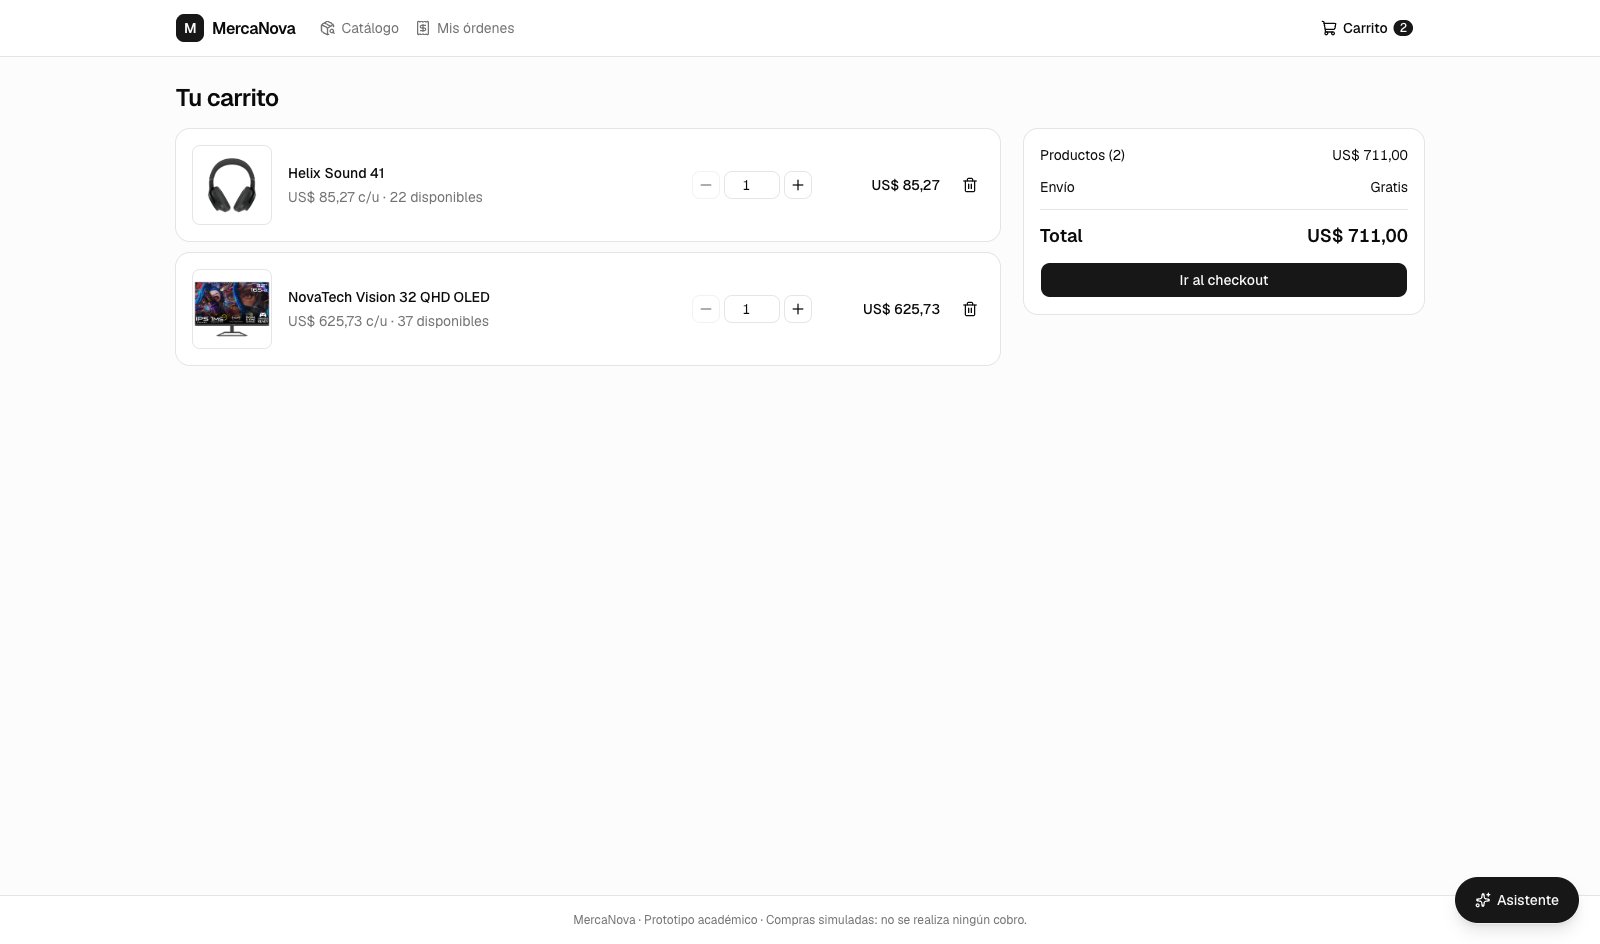 M MercaNova Catálogo Mis órdenes Carrito 2
Tu carrito
Helix Sound 41
US$ 85,27 c/u · 22 disponibles
1
US$ 85,27
NovaTech Vision 32 QHD OLED
US$ 625,73 c/u · 37 disponibles
1
US$ 625,73
Productos (2) US$ 711,00
Envío Gratis
Total US$ 711,00
Ir al checkout
MercaNova · Prototipo académico · Compras simuladas: no se realiza ningún cobro.
Asistente